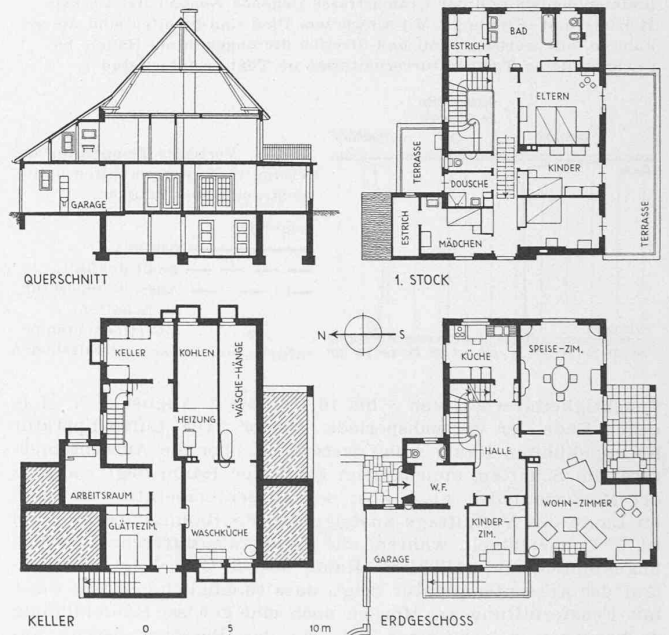 GARAGE
QUERSCHNITT
ESTRICH
BAD
ELTERN
TERRASSE
KINDER
DOUSCHE
ESTRICH
MÄDCHEN
TERRASSE
1. STOCK
KELLER
KOHLEN
WÄSCHE-HÄNGE
HEIZUNG
ARBEITSRAUM
GLÄTTEZIM.
WASCHKÜCHE
KELLER
0 5 10 m
N S
KÜCHE
SPEISE-ZIM.
HALLE
W.F.
WOHN-ZIMMER
KINDER-
ZIM.
GARAGE
ERDGESCHOSS